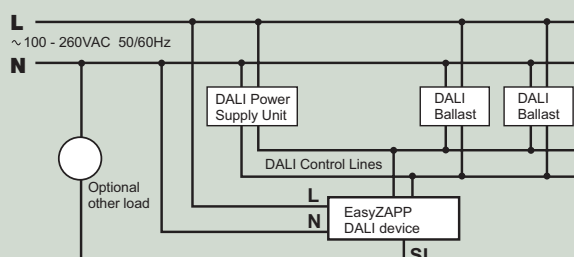 L
~100 - 260VAC 50/60Hz
N
DALI Power
Supply Unit
DALI
Ballast
DALI
Ballast
DALI Control Lines
Optional
other load
L
N
EasyZAPP
DALI device
SL